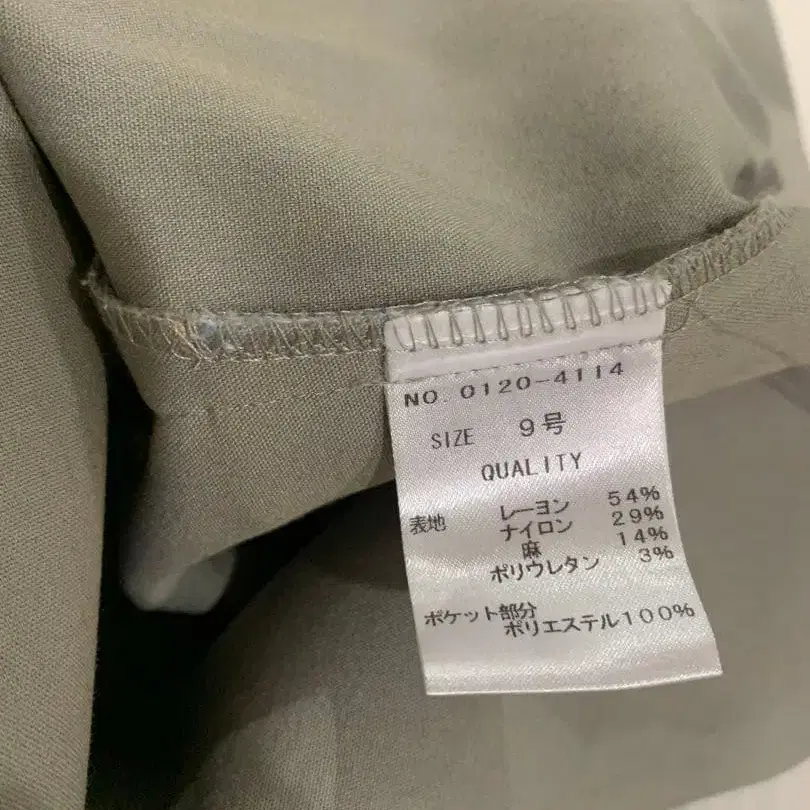 NO. 0120-4114
SIZE 9号
QUALITY
表地 レーヨン 54%
ナイロン 29%
麻 14%
ポリウレタン 3%
ポケット部分
ポリエステル100%